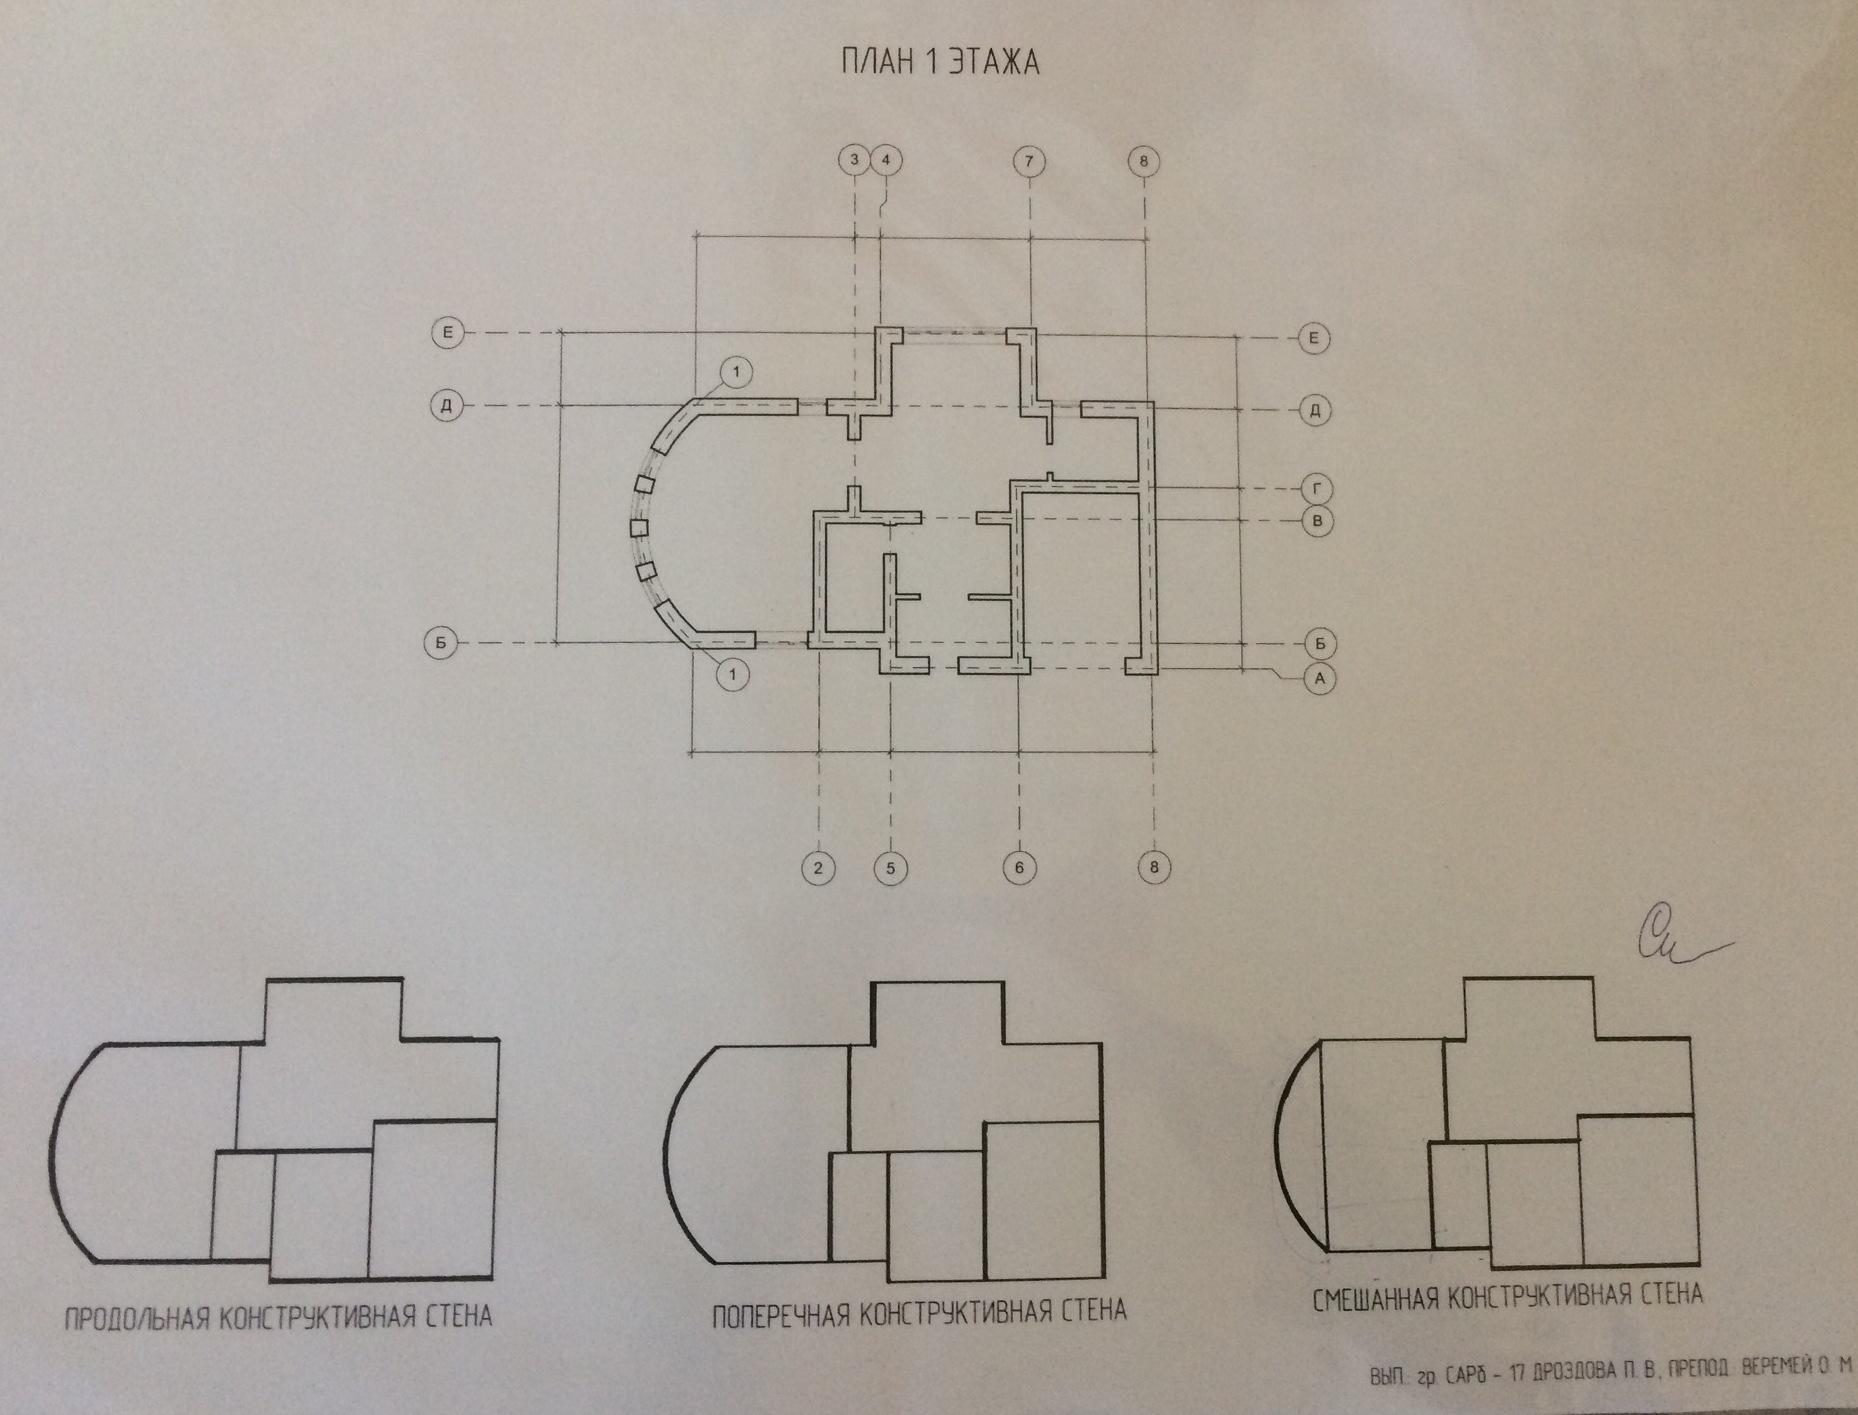 ПЛАН 1 ЭТАЖА
3 4 7 8
Е Е
1
Д Д
Г
В
Б Б
1 А
2 5 6 8
ПРОДОЛЬНАЯ КОНСТРУКТИВНАЯ СТЕНА
ПОПЕРЕЧНАЯ КОНСТРУКТИВНАЯ СТЕНА
СМЕШАННАЯ КОНСТРУКТИВНАЯ СТЕНА
ВЫП.: гр. САРб - 17 ДРОЗДОВА П. В., ПРЕПОД. ВЕРЕМЕЙ О. М